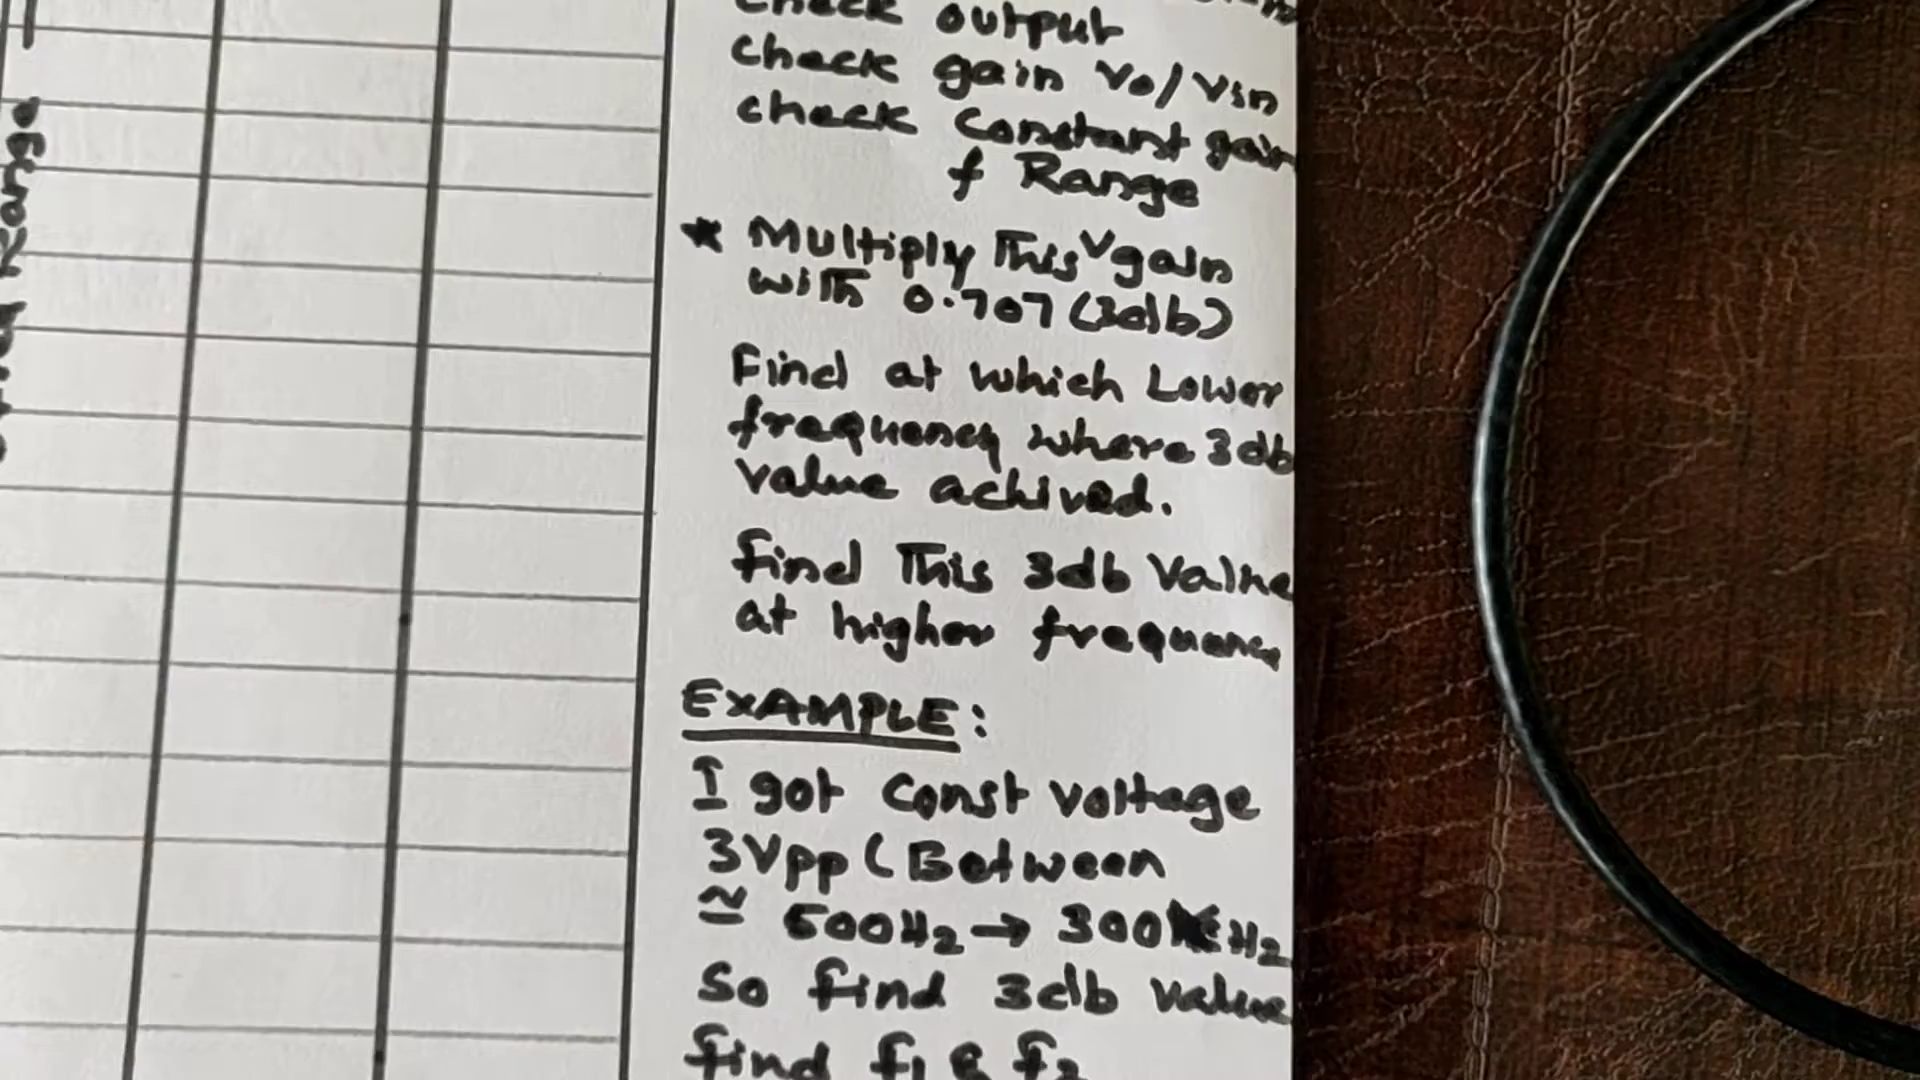 check output
check gain Vo/Vin
check Constant gain
f Range
* Multiply This Vgain
with 0.707 (3db)
Find at which Lower
frequency where 3db
value achived.
find This 3db Value
at higher frequency
EXAMPLE:
I got Const voltage
3Vpp (Between
≅ 500Hz → 300KHz
So find 3db value
find f1 & f2